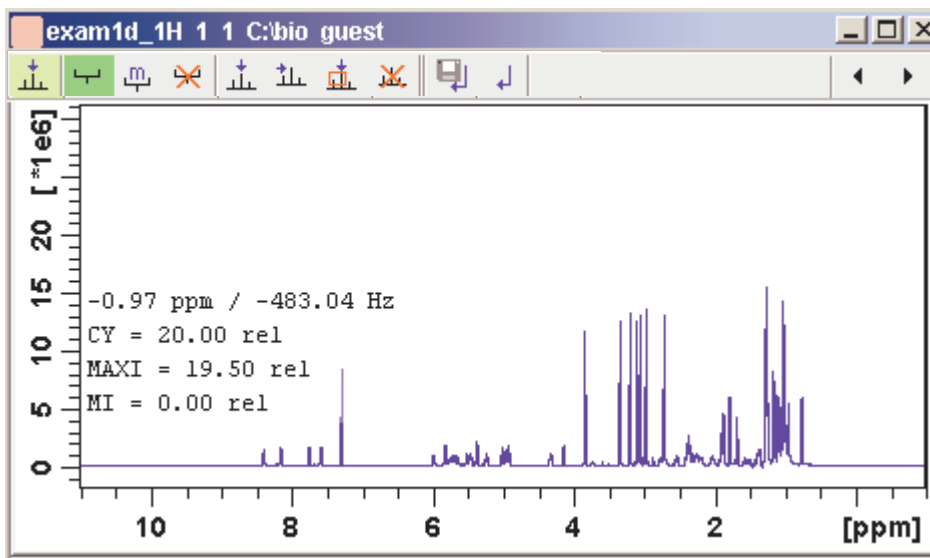 exam1d_1H 1 1 C:\bio guest
m
[*1e6]
20
15
10
5
0
-0.97 ppm / -483.04 Hz
CY = 20.00 rel
MAXI = 19.50 rel
MI = 0.00 rel
10 8 6 4 2 [ppm]